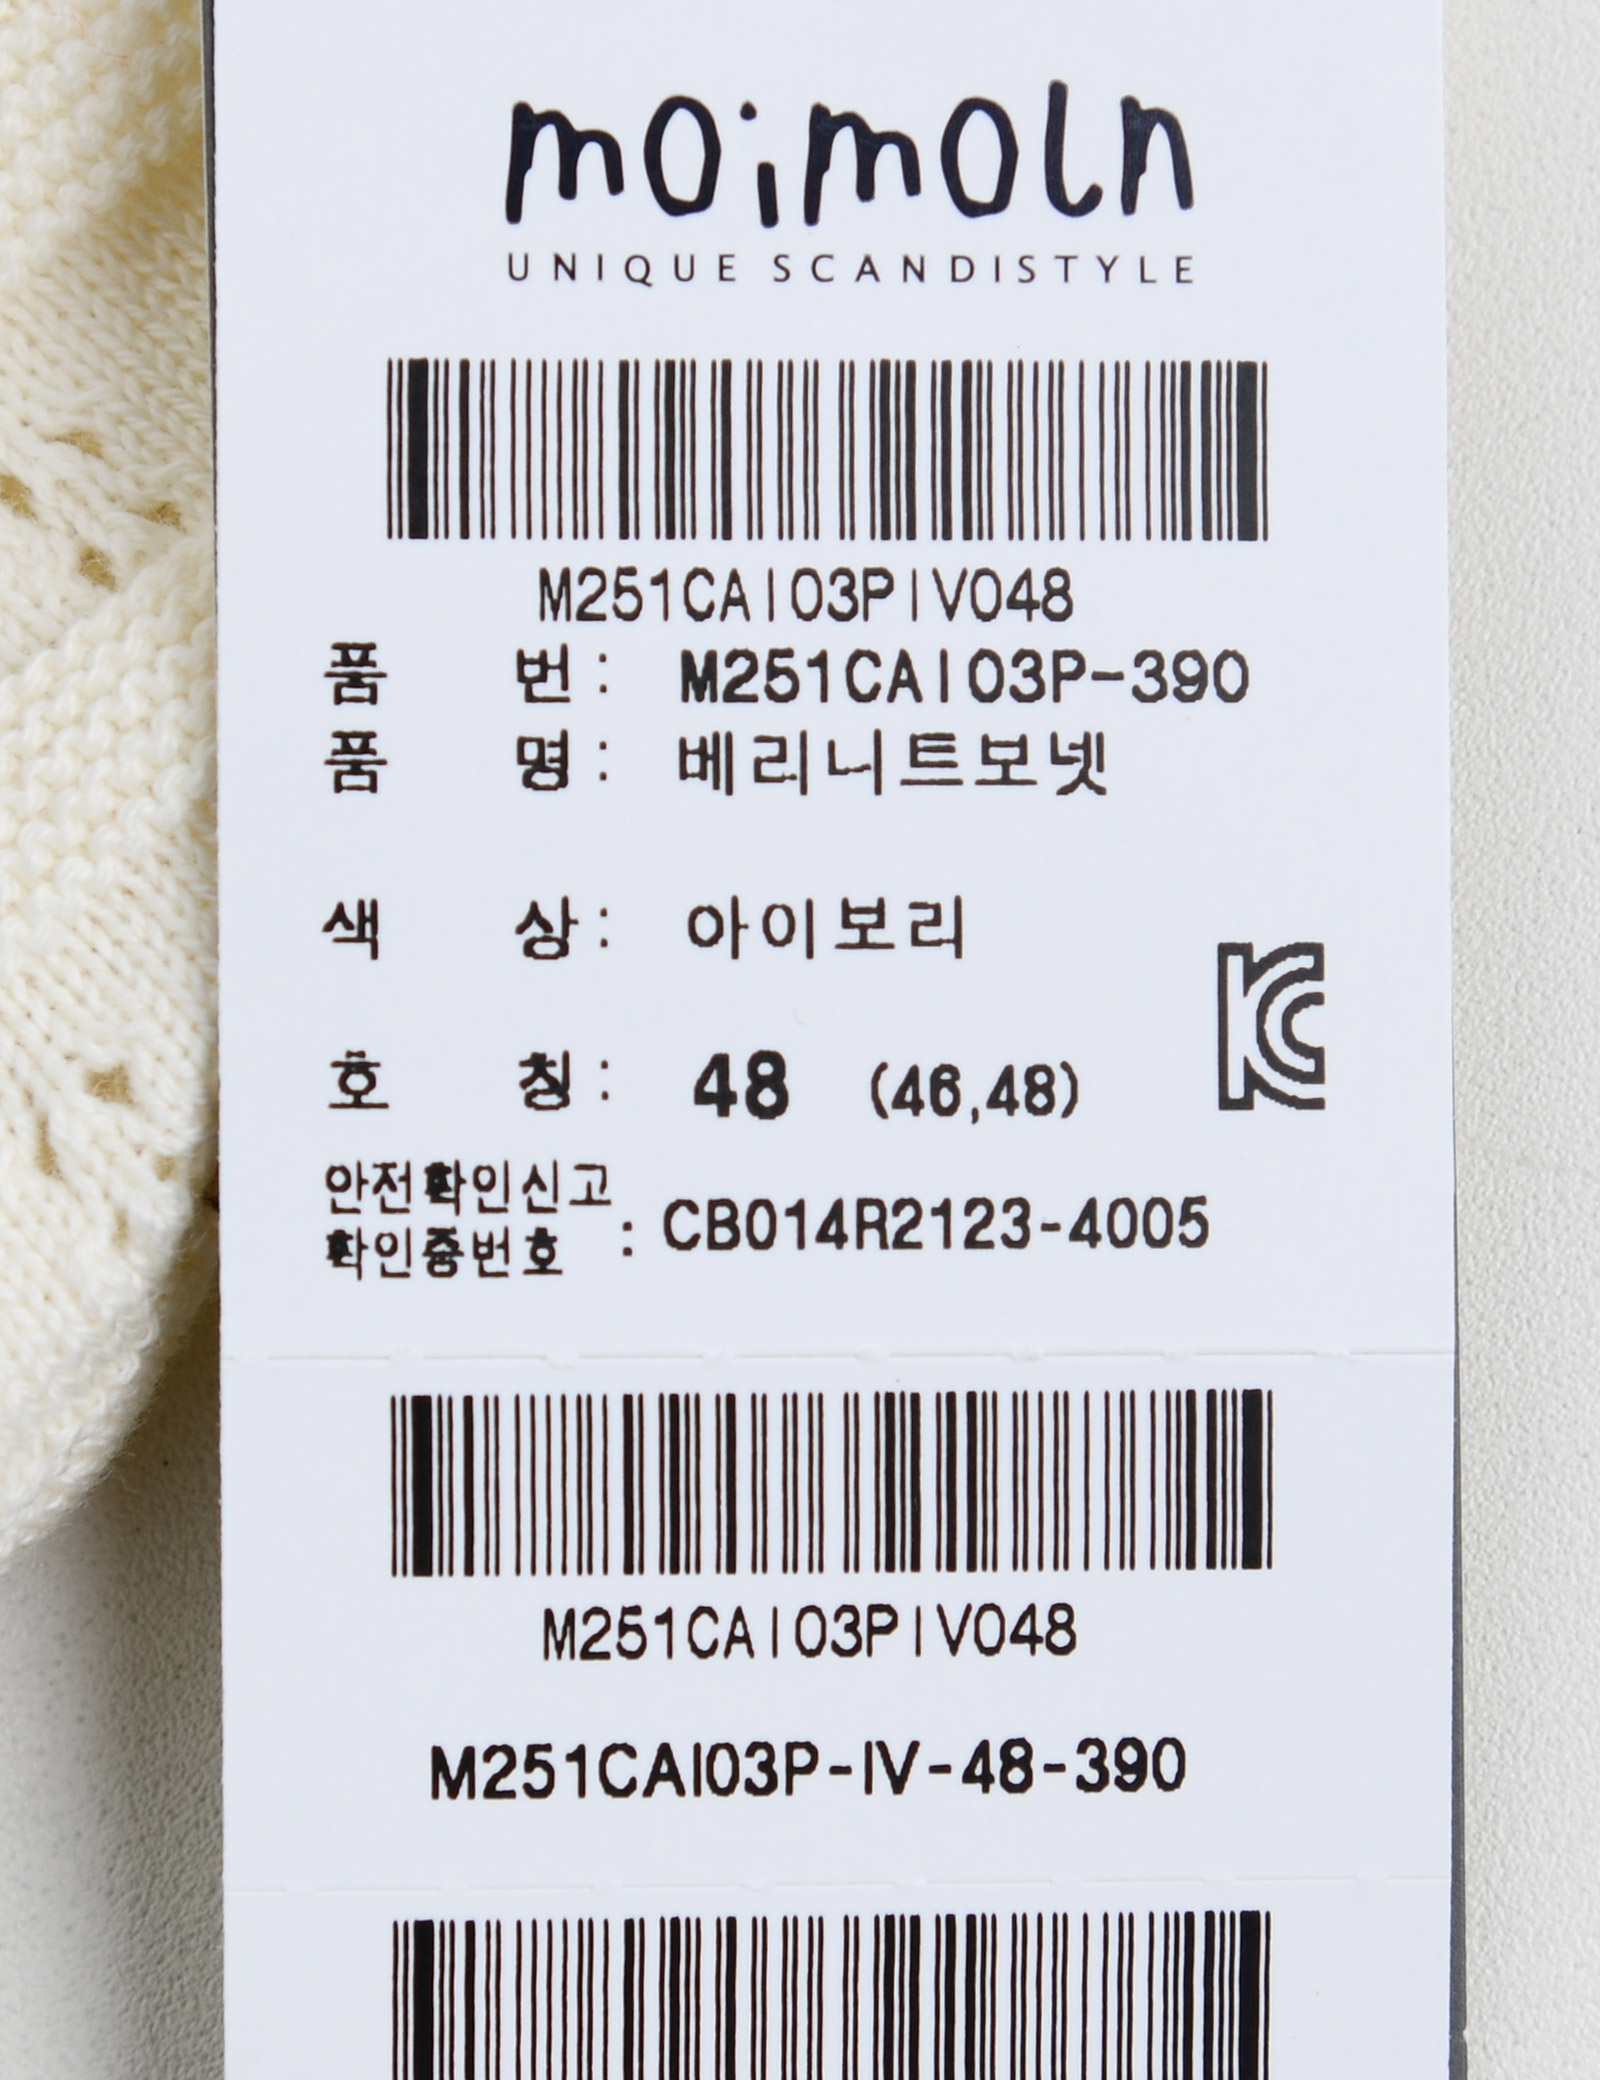 moimoln
UNIQUE SCANDISTYLE
M251CAI03PIV048
품 번 : M251CAI03P-390
품 명 : 베리니트보넷
색 상 : 아이보리
KC
호 칭 : 48 (46,48)
안전확인신고
확인증번호 : CB014R2123-4005
M251CAI03PIV048
M251CAI03P-IV-48-390